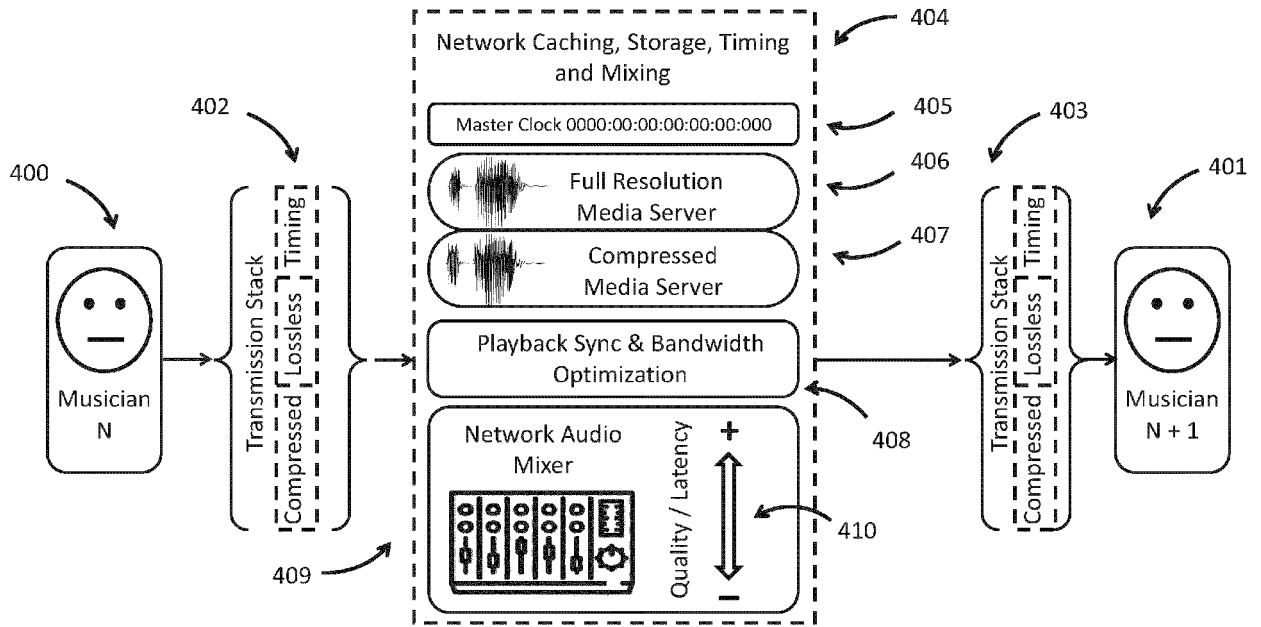 404
Network Caching, Storage, Timing
and Mixing
402
405
403
Master Clock 0000:00:00:00:00:00:000
400
406
401
Full Resolution
Media Server
407
Compressed
Media Server
Transmission Stack
Timing
Lossless
Compressed
Transmission Stack
Timing
Lossless
Compressed
Playback Sync & Bandwidth
Optimization
Musician
N
Musician
N + 1
408
Network Audio
Mixer
Quality / Latency
+
−
410
409